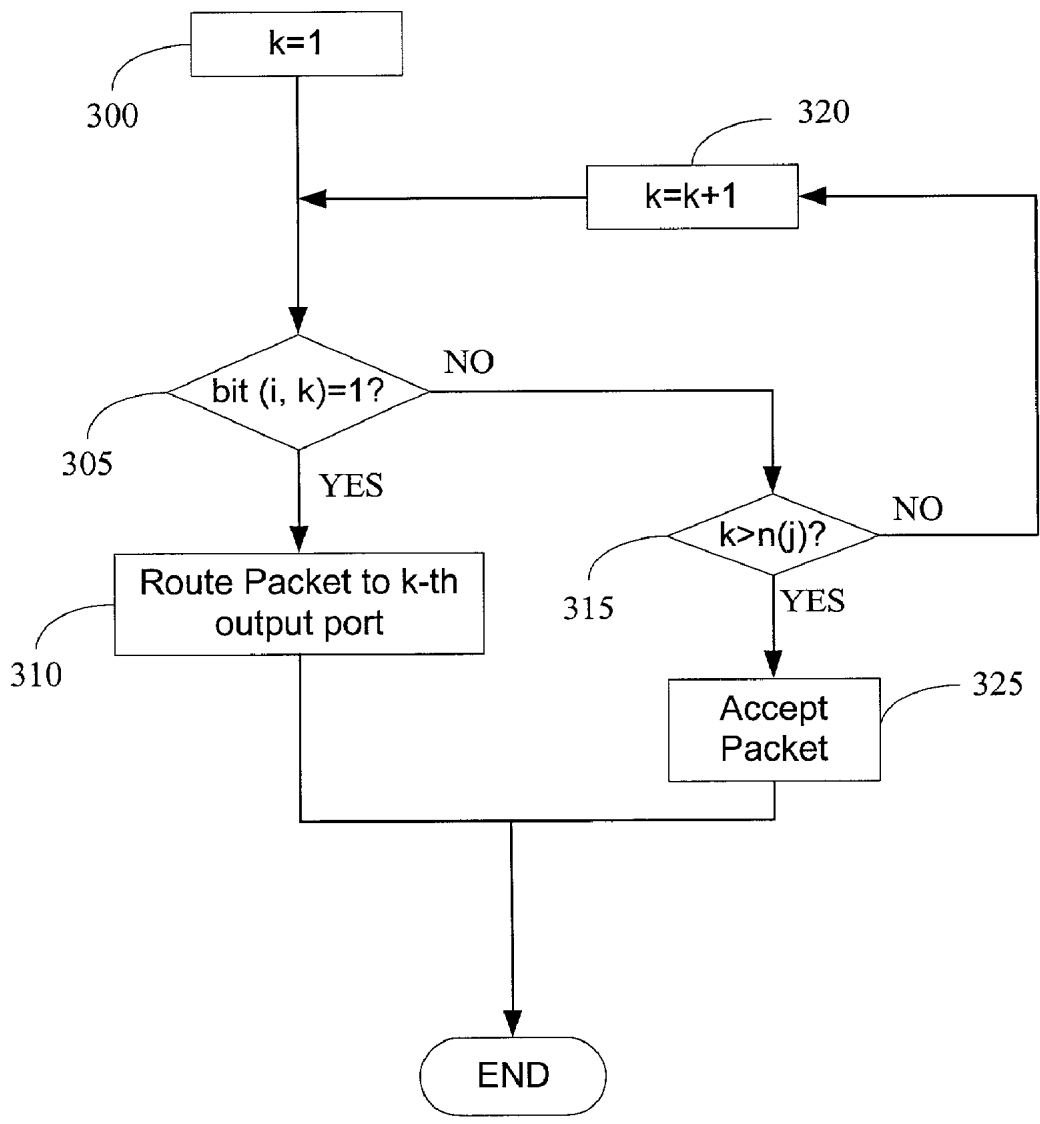 k=1
300
320
k=k+1
bit (i, k)=1?
NO
305
YES
k>n(j)?
NO
315
YES
Route Packet to k-th
output port
310
Accept
Packet
325
END